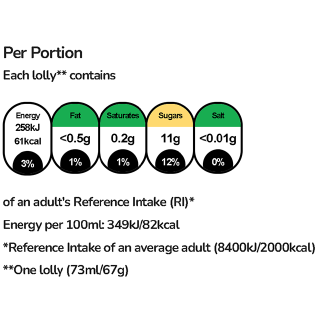 Per Portion
Each lolly** contains
Energy Fat Saturates Sugars Salt
258kJ
61kcal <0.5g 0.2g 11g <0.01g
3% 1% 1% 12% 0%
of an adult's Reference Intake (RI)*
Energy per 100ml: 349kJ/82kcal
*Reference Intake of an average adult (8400kJ/2000kcal)
**One lolly (73ml/67g)